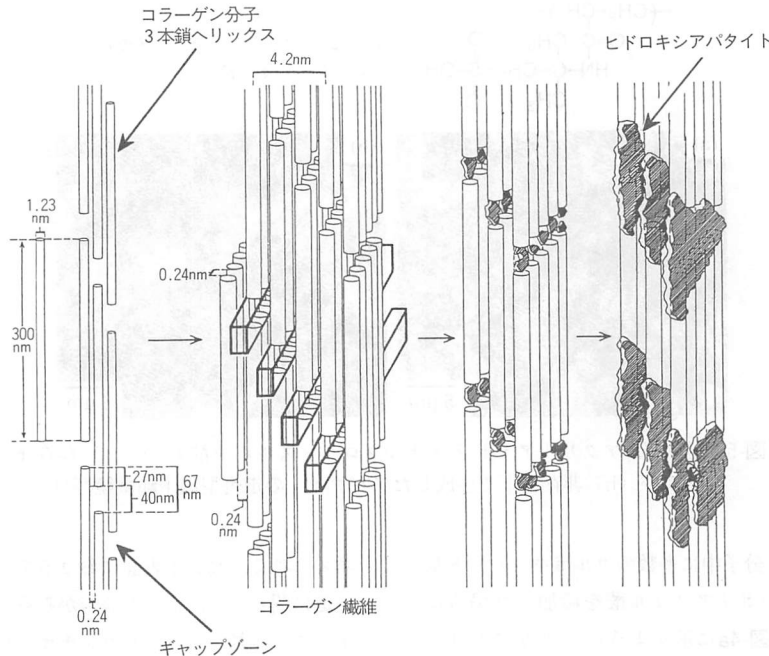 コラーゲン分子
3本鎖ヘリックス
ヒドロキシアパタイト
4.2nm
1.23
nm
0.24nm
300
nm
27nm
40nm
67
nm
0.24
nm
0.24
nm
コラーゲン繊維
ギャップゾーン